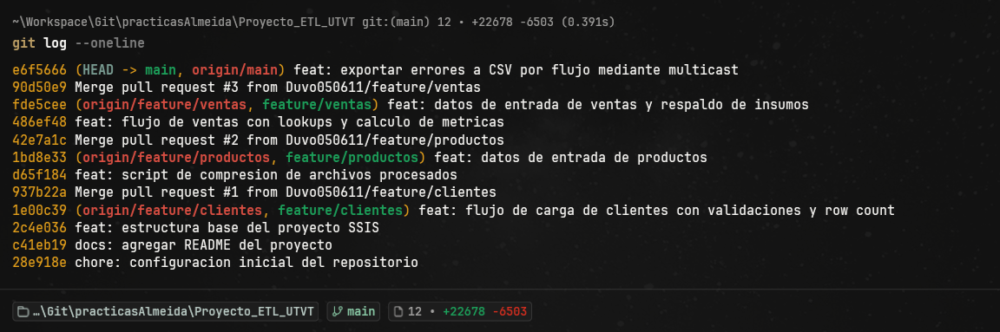 ~\Workspace\Git\practicasAlmeida\Proyecto_ETL_UTVT git:(main) 12 • +22678 -6503 (0.391s)
git log --oneline
e6f5666 (HEAD -> main, origin/main) feat: exportar errores a CSV por flujo mediante multicast
90d50e9 Merge pull request #3 from Duvo050611/feature/ventas
fde5cee (origin/feature/ventas, feature/ventas) feat: datos de entrada de ventas y respaldo de insumos
486ef48 feat: flujo de ventas con lookups y calculo de metricas
42e7a1c Merge pull request #2 from Duvo050611/feature/productos
1bd8e33 (origin/feature/productos, feature/productos) feat: datos de entrada de productos
d65f184 feat: script de compresion de archivos procesados
937b22a Merge pull request #1 from Duvo050611/feature/clientes
1e00c39 (origin/feature/clientes, feature/clientes) feat: flujo de carga de clientes con validaciones y row count
2c4e036 feat: estructura base del proyecto SSIS
c41eb19 docs: agregar README del proyecto
28e918e chore: configuracion inicial del repositorio
…\Git\practicasAlmeida\Proyecto_ETL_UTVT main 12 • +22678 -6503